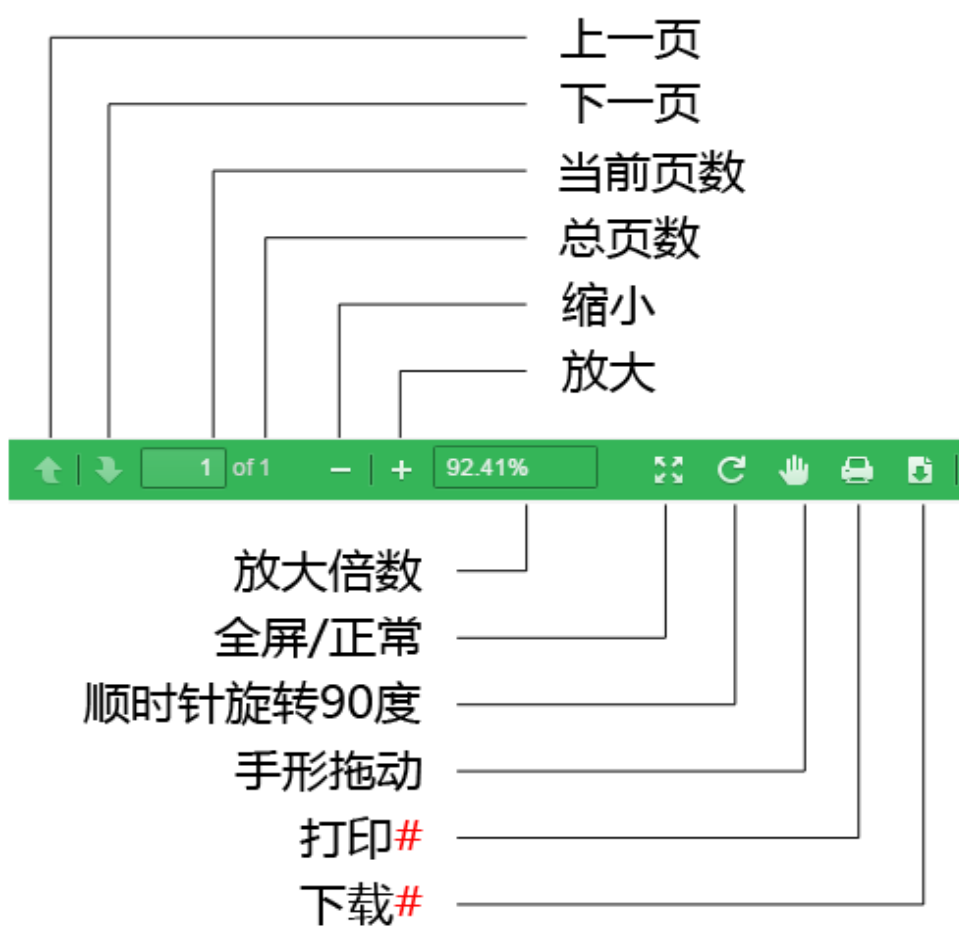 上一页
下一页
当前页数
总页数
缩小
放大
1 of 1 92.41%
放大倍数
全屏/正常
顺时针旋转90度
手形拖动
打印#
下载#